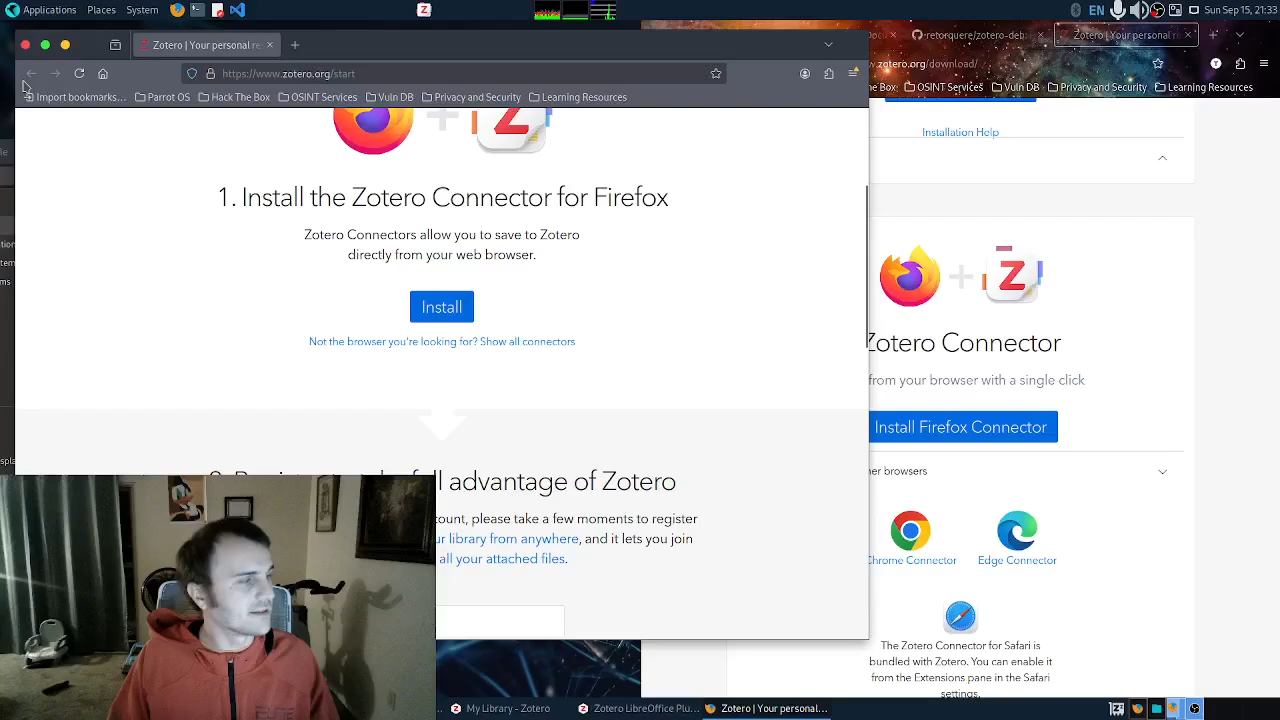 Applications Places System
EN
Sun Sep 15, 21:33
Zotero | Your personal re
retorquere/zotero-deb
Zotero | Your personal re
https://www.zotero.org/start
w.zotero.org/download/
Import bookmarks...
Parrot OS
Hack The Box
OSINT Services
Vuln DB
Privacy and Security
Learning Resources
he Box
OSINT Services
Vuln DB
Privacy and Security
Learning Resources
1. Install the Zotero Connector for Firefox
Zotero Connectors allow you to save to Zotero
directly from your web browser.
Install
Not the browser you're looking for? Show all connectors
ll advantage of Zotero
count, please take a few moments to register
ur library from anywhere, and it lets you join
all your attached files.
Installation Help
Zotero Connector
from your browser with a single click
Install Firefox Connector
her browsers
Chrome Connector
Edge Connector
The Zotero Connector for Safari is
bundled with Zotero. You can enable it
from the Extensions pane in the Safari
settings.
My Library - Zotero
Zotero LibreOffice Plu...
Zotero | Your personal...